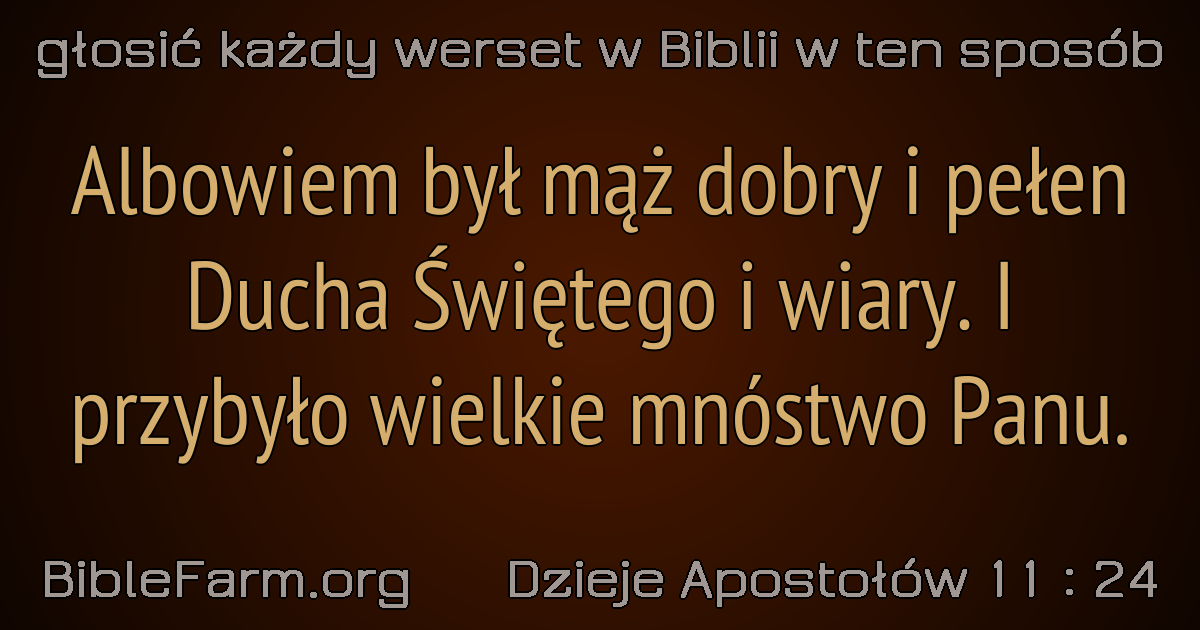 głosić każdy werset w Biblii w ten sposób
Albowiem był mąż dobry i pełen
Ducha Świętego i wiary. I
przybyło wielkie mnóstwo Panu.
BibleFarm.org Dzieje Apostołów 11 : 24